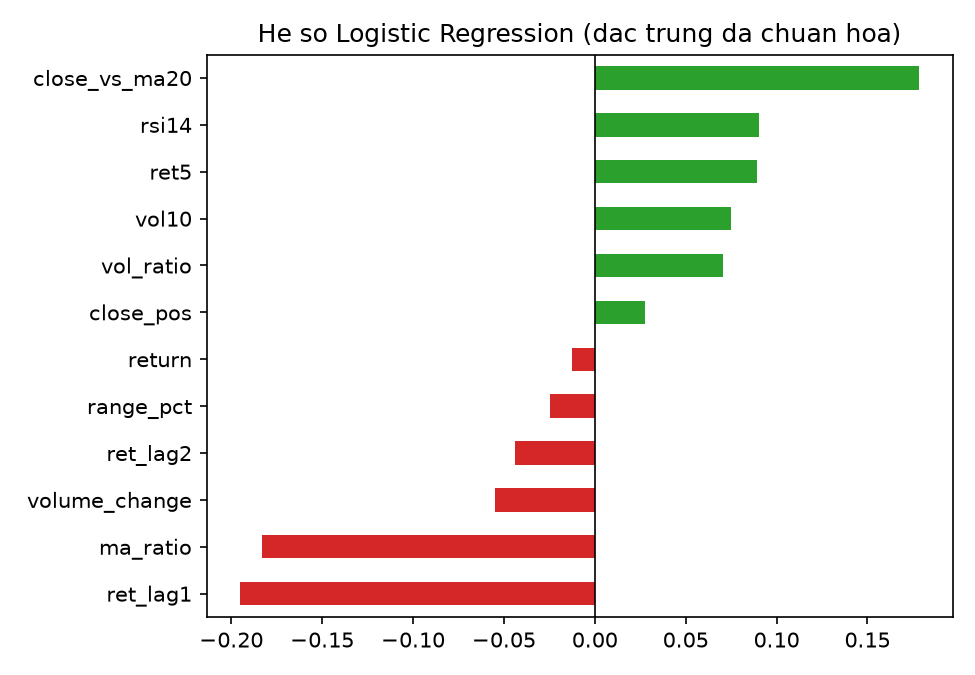 He so Logistic Regression (dac trung da chuan hoa)
close_vs_ma20
rsi14
ret5
vol10
vol_ratio
close_pos
return
range_pct
ret_lag2
volume_change
ma_ratio
ret_lag1
−0.20 −0.15 −0.10 −0.05 0.00 0.05 0.10 0.15